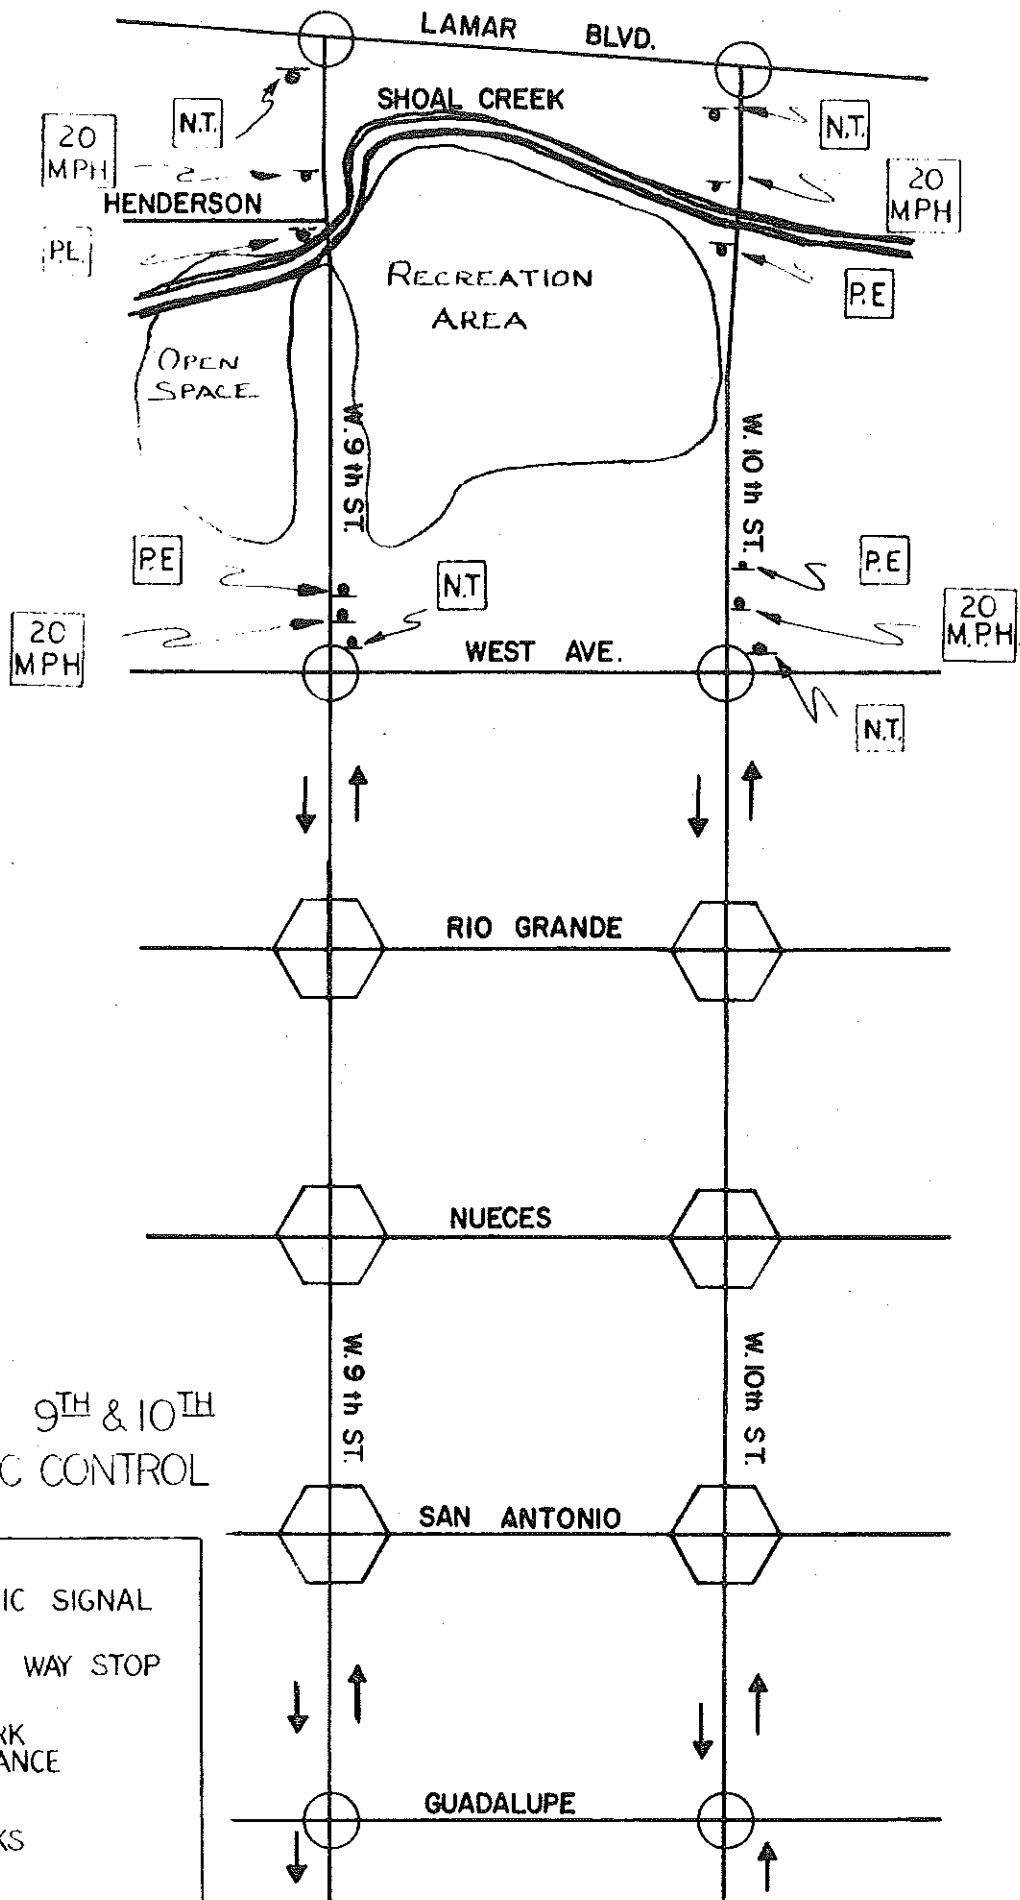 LAMAR BLVD.
N.T.
SHOAL CREEK
N.T.
20
MPH
20
MPH
HENDERSON
P.E.
P.E
RECREATION
AREA
OPEN
SPACE
W. 9th ST.
W. 10th ST.
P.E
N.T
P.E
20
MPH
20
M.P.H
WEST AVE.
N.T.
RIO GRANDE
NUECES
W. 9th ST.
W. 10th ST.
9TH & 10TH
C CONTROL
SAN ANTONIO
IC SIGNAL
WAY STOP
RK
ANCE
GUADALUPE
KS